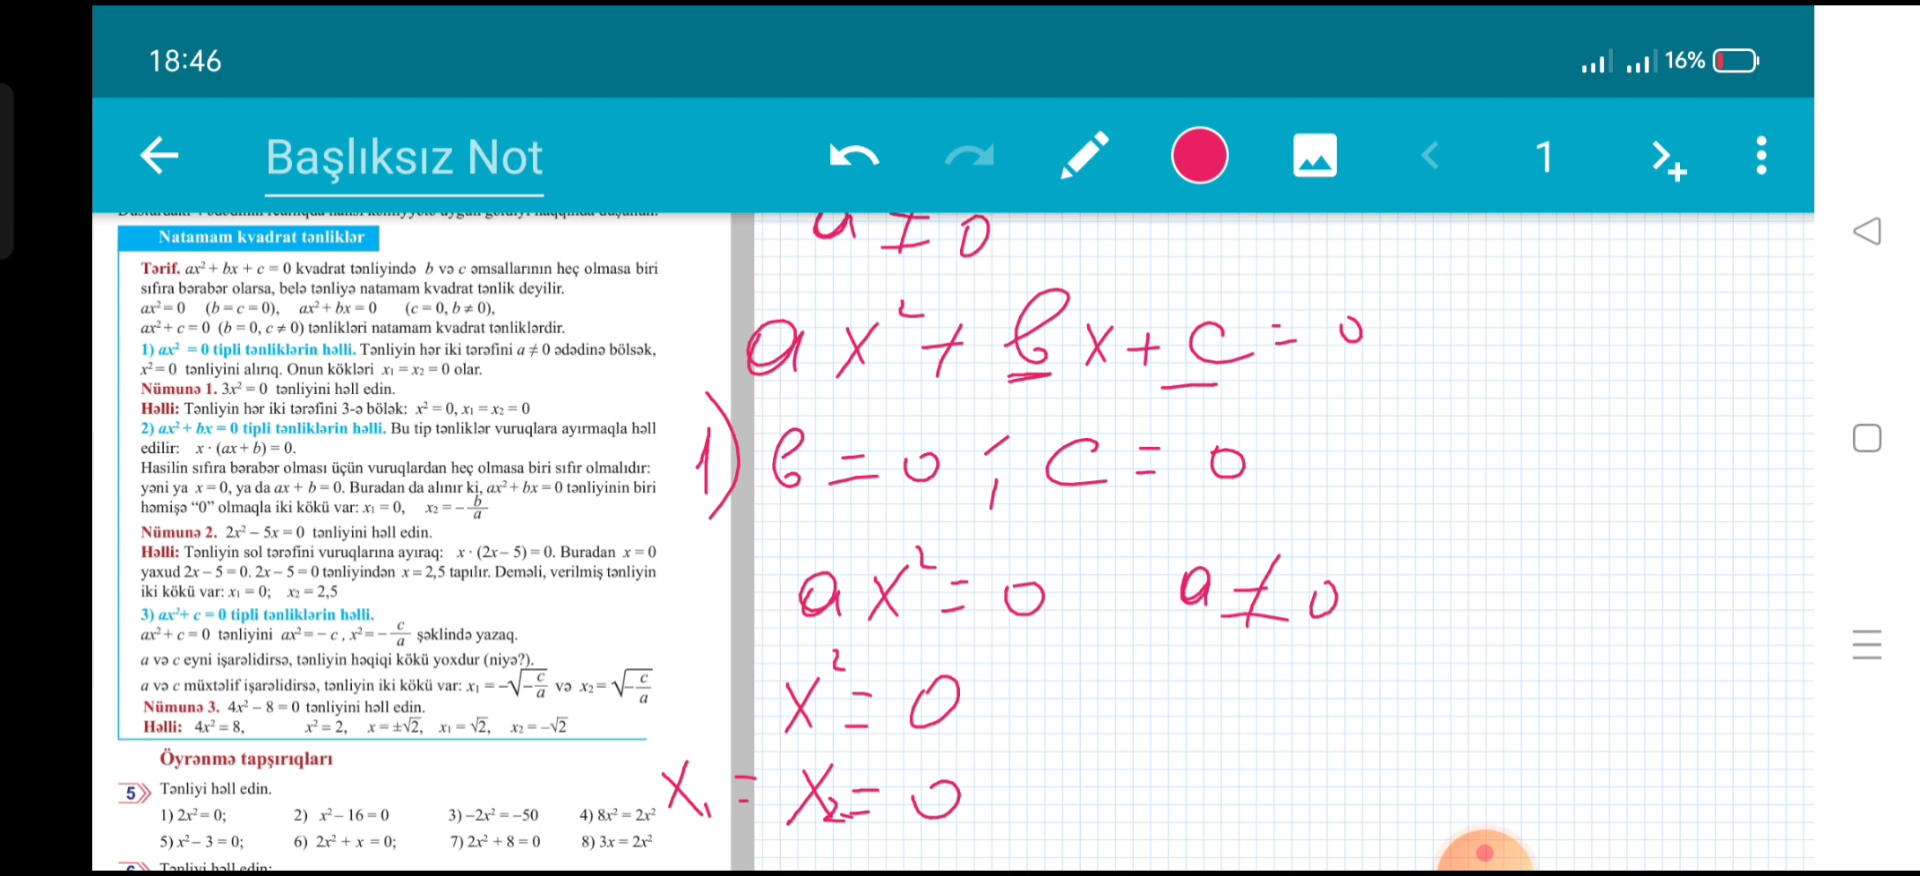 18:46
16%
Başlıksız Not
1
Natamam kvadrat tənliklər
Tərif. ax² + bx + c = 0 kvadrat tənliyində b və c əmsallarının heç olmasa biri
sıfıra bərabər olarsa, belə tənliyə natamam kvadrat tənlik deyilir.
ax² = 0 (b = c = 0), ax² + bx = 0 (c = 0, b ≠ 0),
ax² + c = 0 (b = 0, c ≠ 0) tənlikləri natamam kvadrat tənliklərdir.
1) ax² = 0 tipli tənliklərin həlli. Tənliyin hər iki tərəfini a ≠ 0 ədədinə bölsək,
x² = 0 tənliyini alırıq. Onun kökləri x₁ = x₂ = 0 olar.
Nümunə 1. 3x² = 0 tənliyini həll edin.
Həlli: Tənliyin hər iki tərəfini 3-ə bölək: x² = 0, x₁ = x₂ = 0
2) ax² + bx = 0 tipli tənliklərin həlli. Bu tip tənliklər vuruqlara ayırmaqla həll
edilir: x · (ax + b) = 0.
Hasilin sıfıra bərabər olması üçün vuruqlardan heç olmasa biri sıfır olmalıdır:
yəni ya x = 0, ya da ax + b = 0. Buradan da alınır ki, ax² + bx = 0 tənliyinin biri
həmişə “0” olmaqla iki kökü var: x₁ = 0, x₂ = −b/a
Nümunə 2. 2x² − 5x = 0 tənliyini həll edin.
Həlli: Tənliyin sol tərəfini vuruqlarına ayıraq: x · (2x − 5) = 0. Buradan x = 0
yaxud 2x − 5 = 0. 2x − 5 = 0 tənliyindən x = 2,5 tapılır. Deməli, verilmiş tənliyin
iki kökü var: x₁ = 0; x₂ = 2,5
3) ax² + c = 0 tipli tənliklərin həlli.
ax² + c = 0 tənliyini ax² = − c , x² = −c/a şəklində yazaq.
a və c eyni işarəlidirsə, tənliyin həqiqi kökü yoxdur (niyə?).
a və c müxtəlif işarəlidirsə, tənliyin iki kökü var: x₁ = −√−c/a və x₂ = √−c/a
Nümunə 3. 4x² − 8 = 0 tənliyini həll edin.
Həlli: 4x² = 8, x² = 2, x = ±√2, x₁ = √2, x₂ = −√2
Öyrənmə tapşırıqları
5 Tənliyi həll edin.
1) 2x² = 0; 2) x² − 16 = 0 3) −2x² = −50 4) 8x² = 2x²
5) x² − 3 = 0; 6) 2x² + x = 0; 7) 2x² + 8 = 0 8) 3x = 2x²
6 Tənliyi həll edin:
a ≠ 0
ax² + bx + c = 0
1) b = 0 ; c = 0
ax² = 0 a ≠ 0
x² = 0
x₁ = x₂ = 0